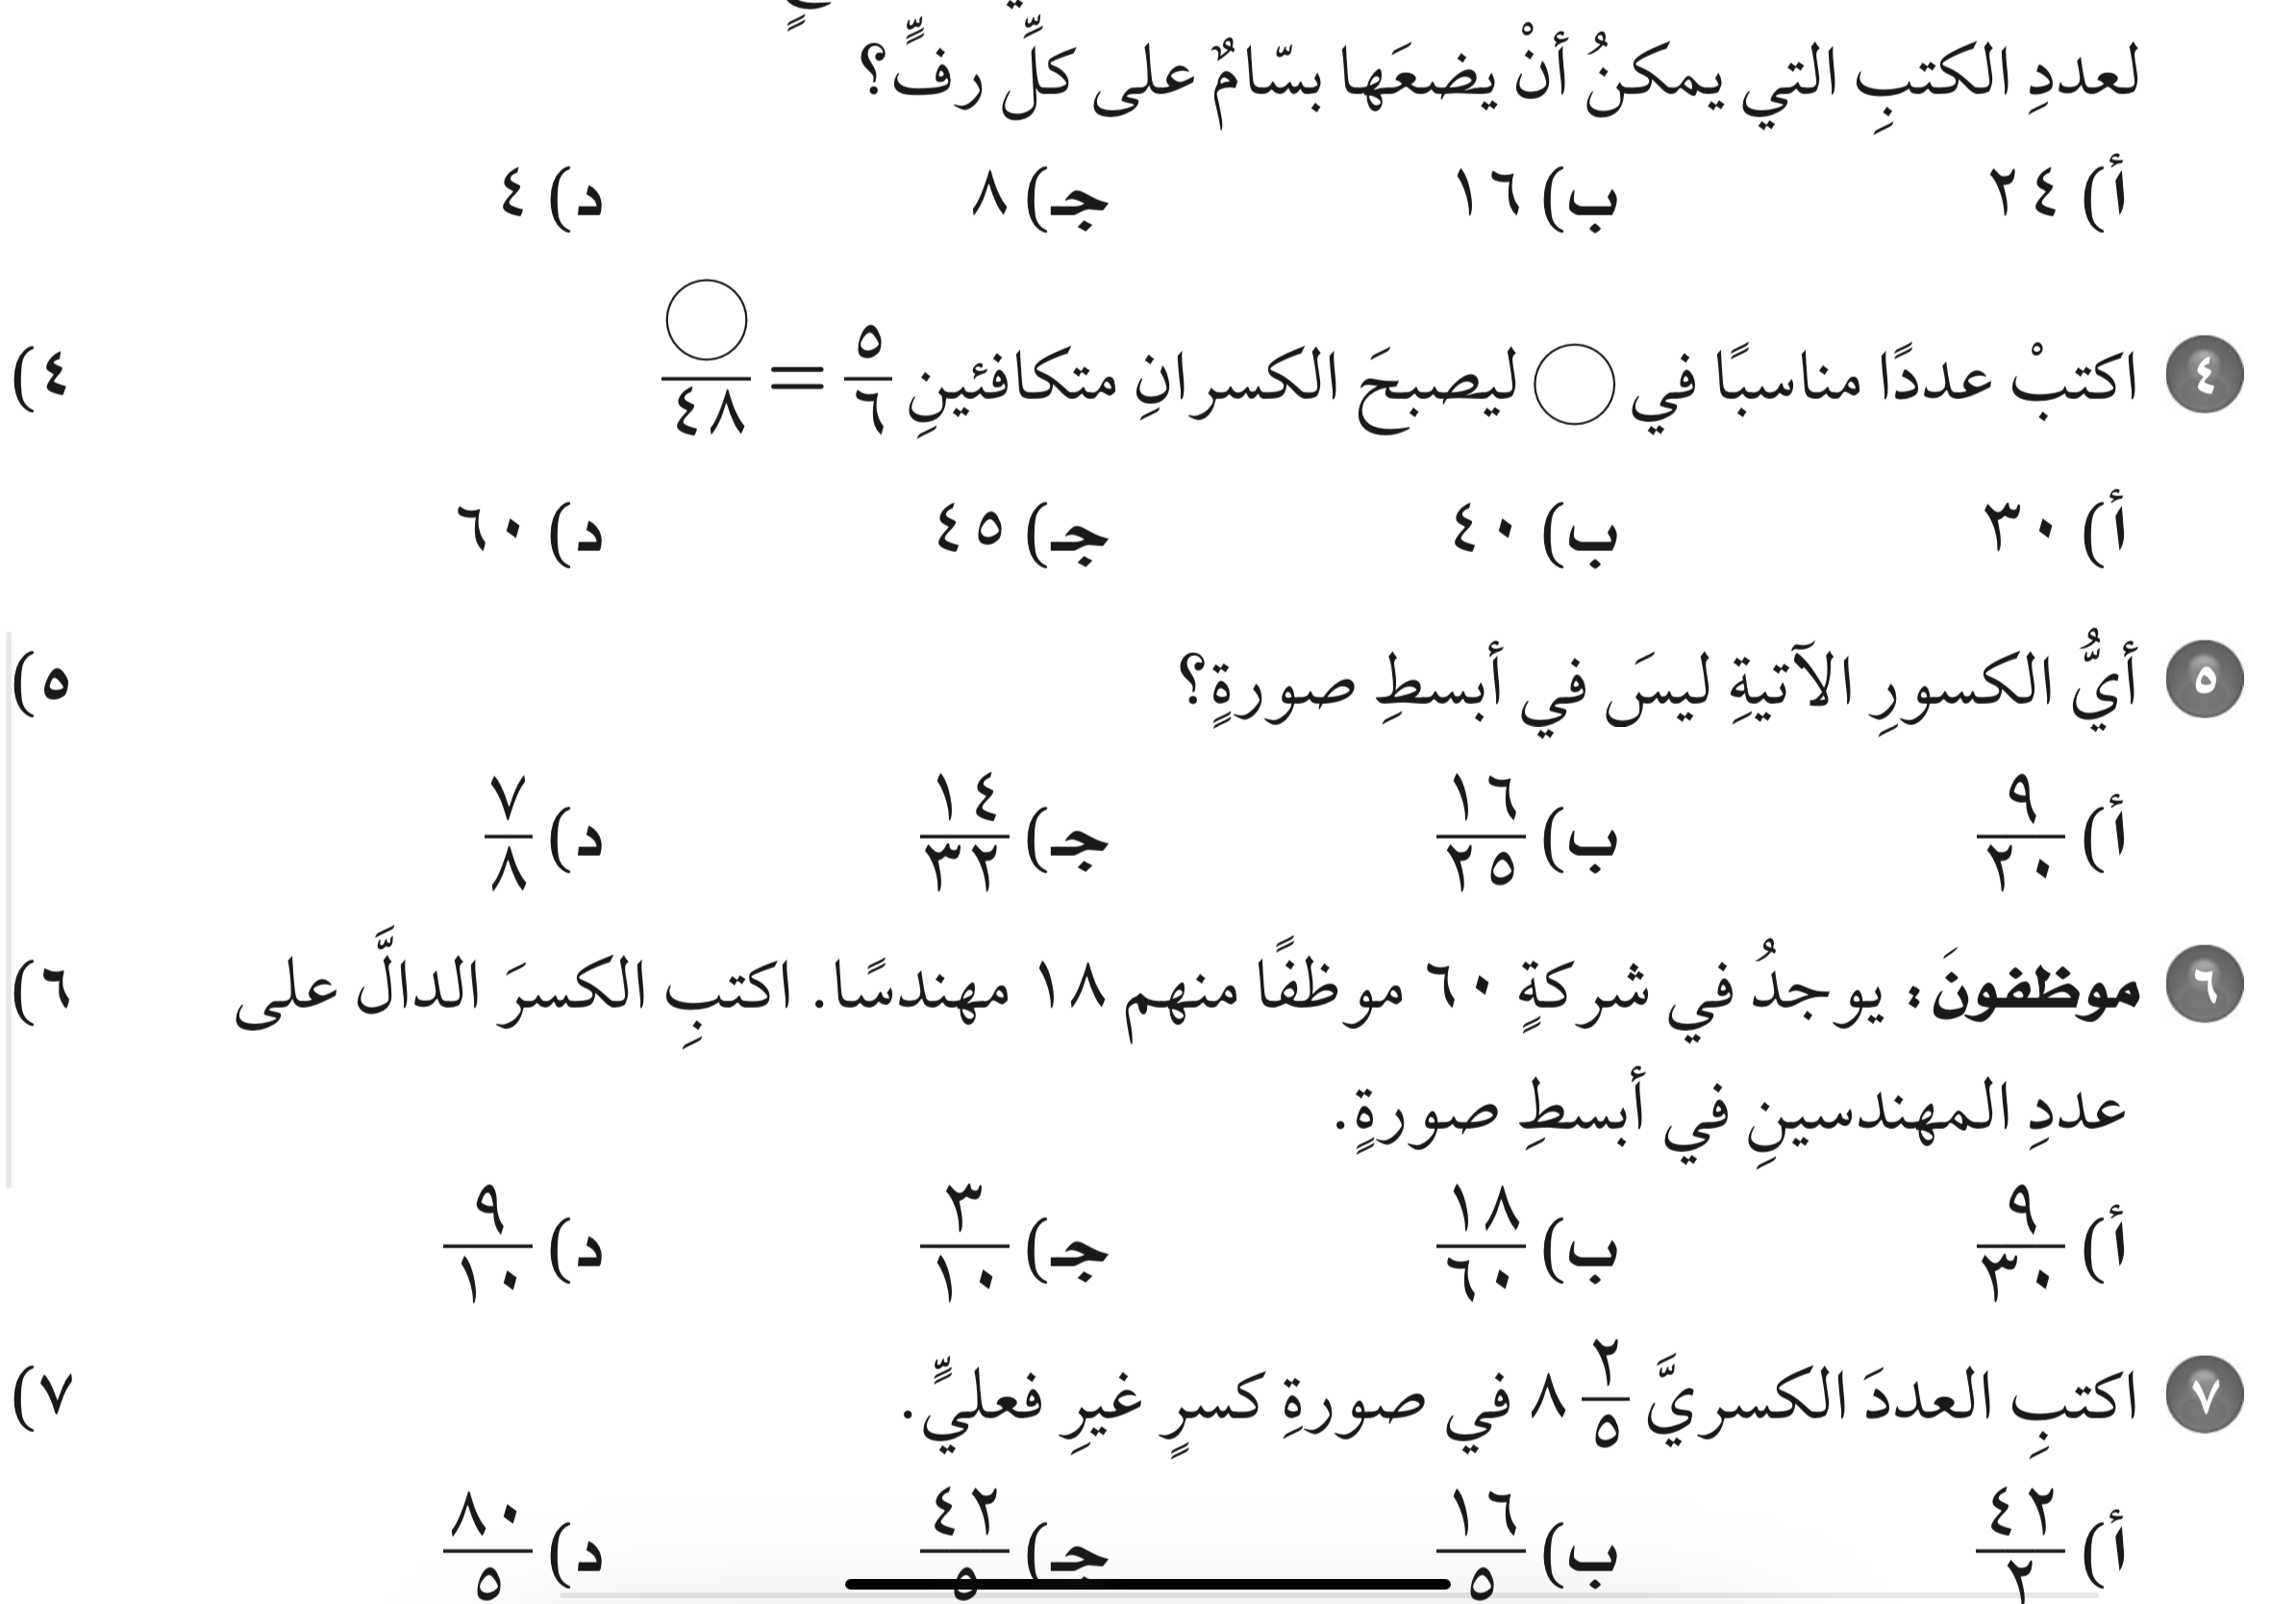 لعددِ الكتبِ التي يمكنُ أنْ يضعَها بسّامٌ على كلِّ رفٍّ؟
أ) ٢٤ ب) ١٦ جـ) ٨ د) ٤
٤ اكتبْ عددًا مناسبًا في ◯ ليصبحَ الكسرانِ متكافئينِ ٥/٦ = ◯/٤٨ ٤)
أ) ٣٠ ب) ٤٠ جـ) ٤٥ د) ٦٠
٥ أيُّ الكسورِ الآتيةِ ليسَ في أبسطِ صورةٍ؟ ٥)
أ) ٩/٢٠ ب) ١٦/٢٥ جـ) ١٤/٣٢ د) ٧/٨
٦ موظفونَ: يوجدُ في شركةٍ ٦٠ موظفًا منهم ١٨ مهندسًا. اكتبِ الكسرَ الدالَّ على ٦)
عددِ المهندسينِ في أبسطِ صورةٍ.
أ) ٩/٣٠ ب) ١٨/٦٠ جـ) ٣/١٠ د) ٩/١٠
٧ اكتبِ العددَ الكسريَّ ٨ ٢/٥ في صورةِ كسرٍ غيرِ فعليٍّ. ٧)
أ) ٤٢/٢ ب) ١٦/٥ جـ) ٤٢/٥ د) ٨٠/٥